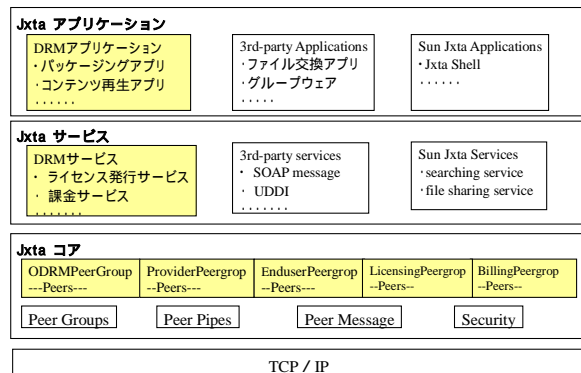 Jxta アプリケーション
DRMアプリケーション
・パッケージングアプリ
・コンテンツ再生アプリ
・・・・・・
3rd-party Applications
・ファイル交換アプリ
・グループウェア
・・・・・
Sun Jxta Applications
・Jxta Shell
・・・・・・
Jxta サービス
DRMサービス
・ ライセンス発行サービス
・ 課金サービス
・・・・・・・
3rd-party services
・ SOAP message
・ UDDI
・・・・・・・
Sun Jxta Services
・searching service
・file sharing service
Jxta コア
ODRMPeerGroup
---Peers---
ProviderPeergrop
--Peers---
EnduserPeergrop
--Peers---
LicensingPeergrop
--Peers--
BillingPeergrop
--Peers--
Peer Groups
Peer Pipes
Peer Message
Security
TCP / IP